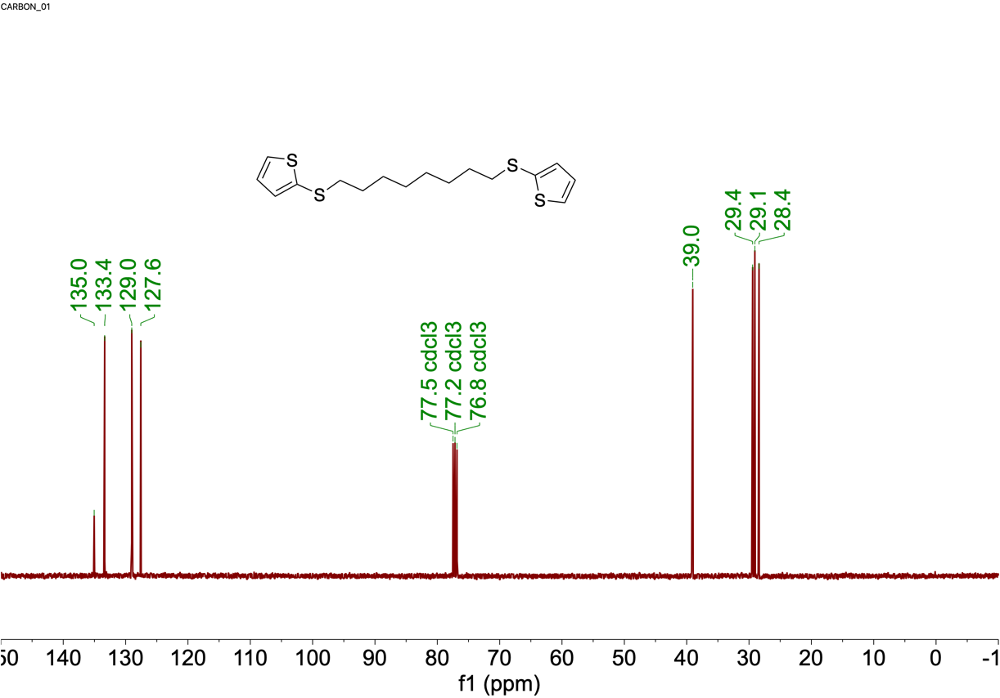 CARBON_01
S
S
S
S
135.0
133.4
129.0
127.6
77.5 cdcl3
77.2 cdcl3
76.8 cdcl3
39.0
29.4
29.1
28.4
50 140 130 120 110 100 90 80 70 60 50 40 30 20 10 0 -1
f1 (ppm)